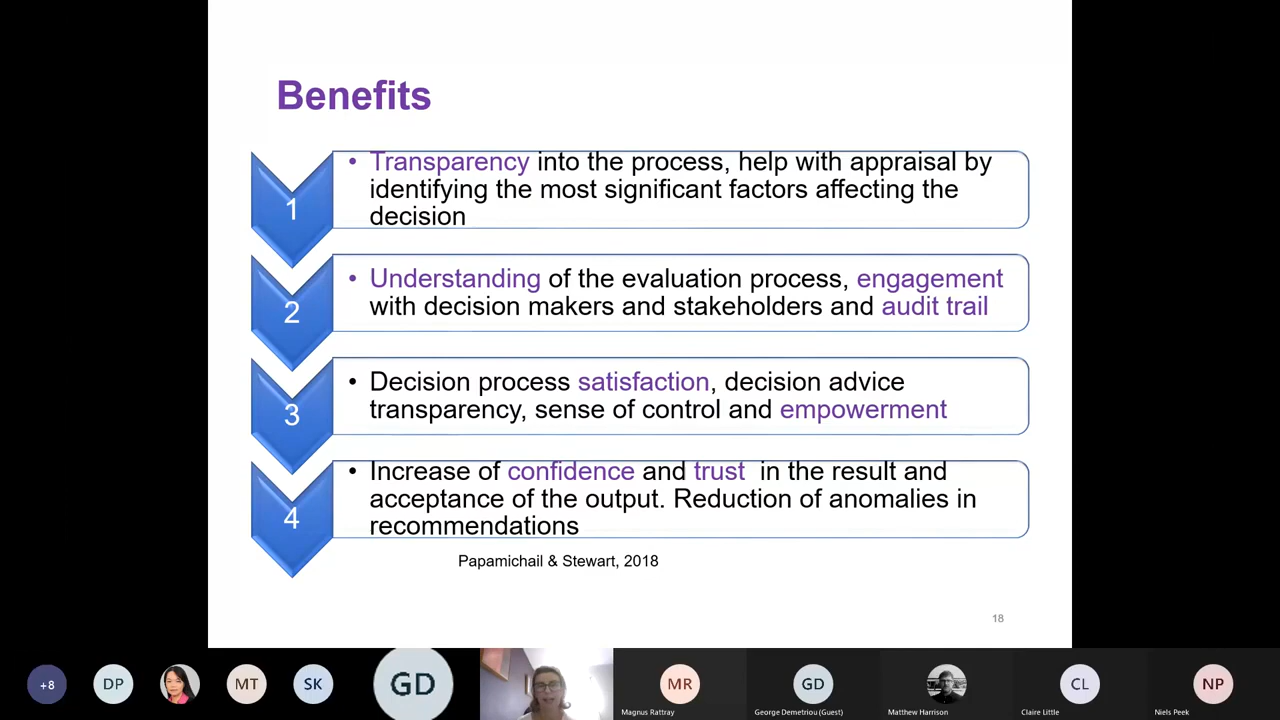 Benefits
1
• Transparency into the process, help with appraisal by
identifying the most significant factors affecting the
decision
2
• Understanding of the evaluation process, engagement
with decision makers and stakeholders and audit trail
3
• Decision process satisfaction, decision advice
transparency, sense of control and empowerment
4
• Increase of confidence and trust in the result and
acceptance of the output. Reduction of anomalies in
recommendations
Papamichail & Stewart, 2018
18
+8
DP
MT
SK
GD
MR
Magnus Rattray
GD
George Demetriou (Guest)
Matthew Harrison
CL
Claire Little
NP
Niels Peek